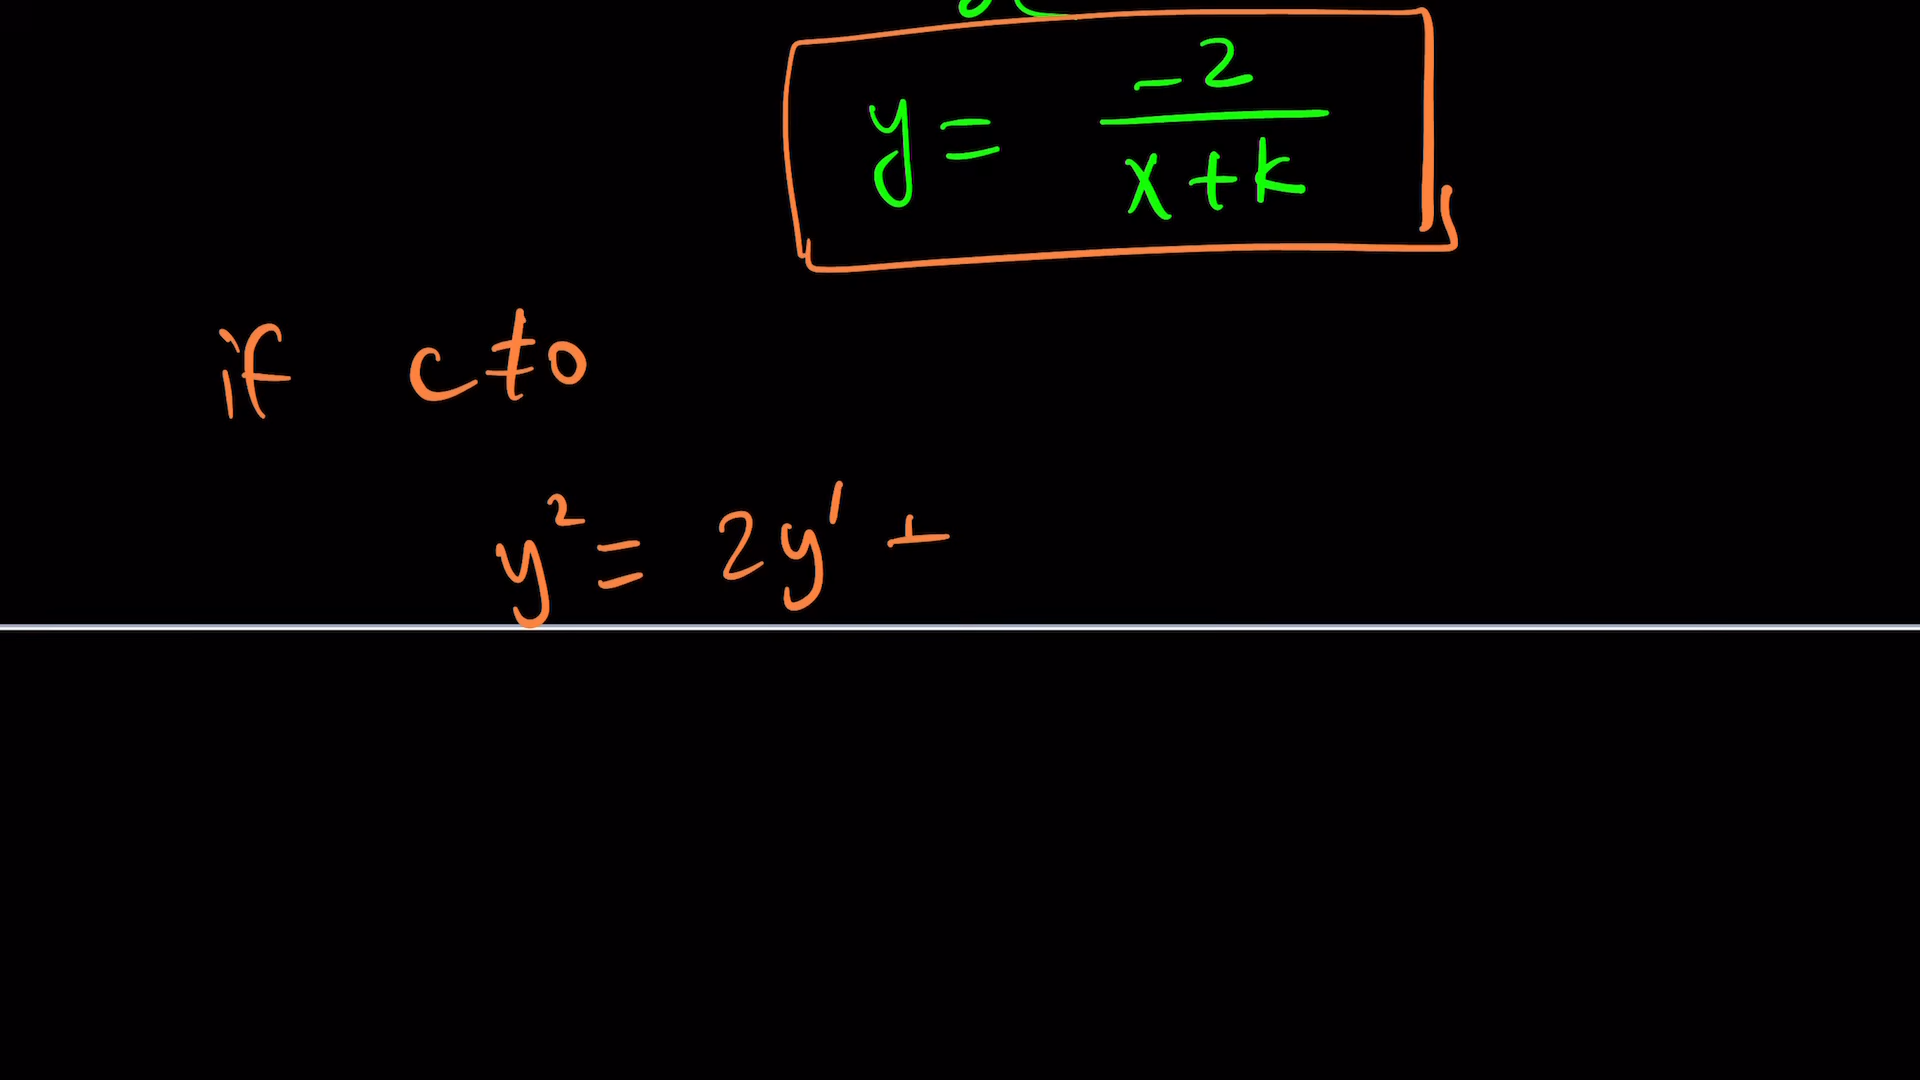 y = -2/(x+k)
if c≠0
y² = 2y' +